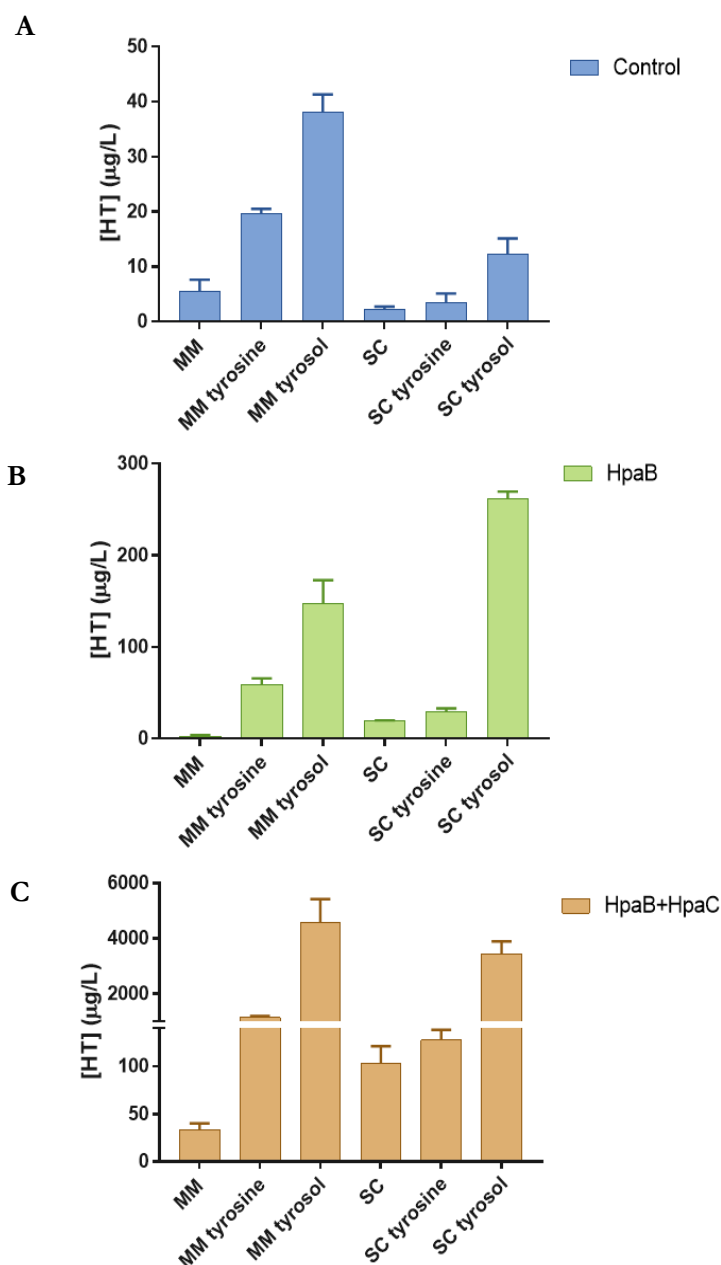 A
Control
[HT] (µg/L)
50
40
30
20
10
0
MM
MM tyrosine
MM tyrosol
SC
SC tyrosine
SC tyrosol
B
HpaB
[HT] (µg/L)
300
200
100
0
MM
MM tyrosine
MM tyrosol
SC
SC tyrosine
SC tyrosol
C
HpaB+HpaC
[HT] (µg/L)
6000
4000
2000
100
50
0
MM
MM tyrosine
MM tyrosol
SC
SC tyrosine
SC tyrosol